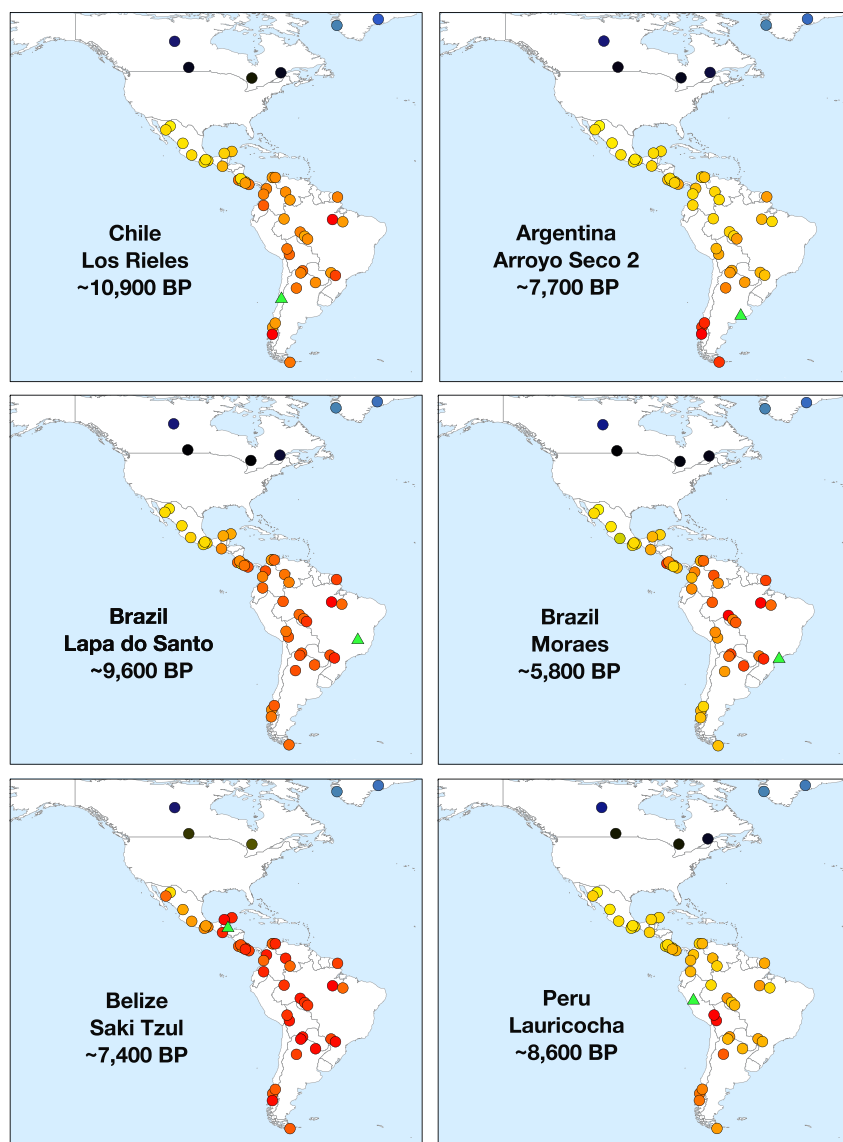 Chile
Los Rieles
~10,900 BP
Argentina
Arroyo Seco 2
~7,700 BP
Brazil
Lapa do Santo
~9,600 BP
Brazil
Moraes
~5,800 BP
Belize
Saki Tzul
~7,400 BP
Peru
Lauricocha
~8,600 BP